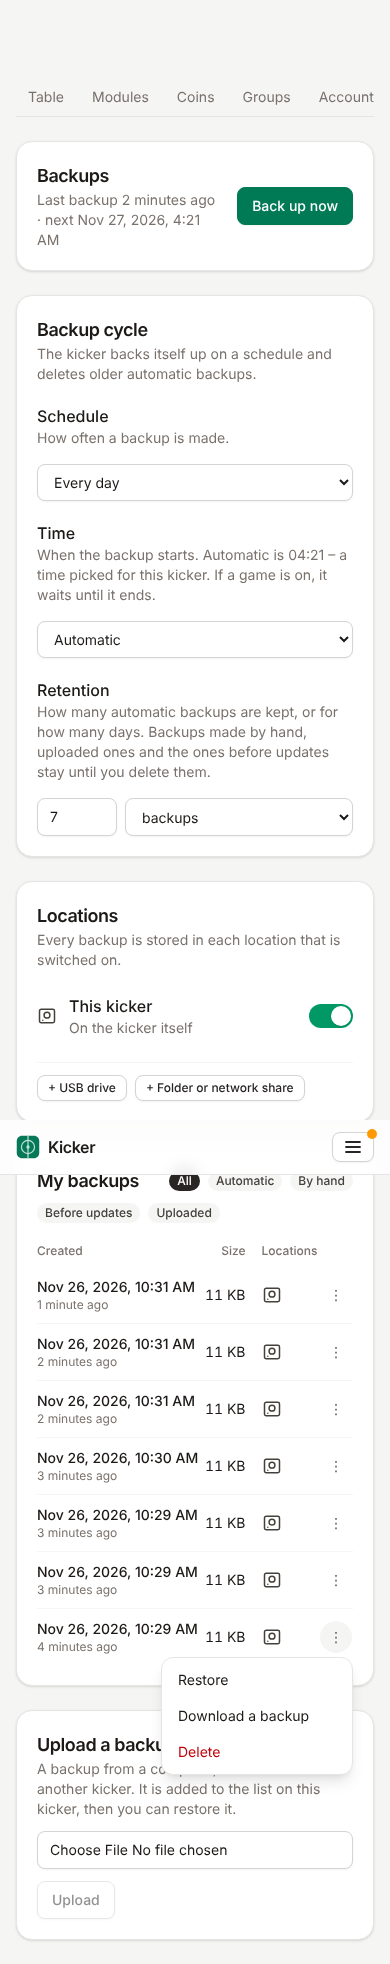 Table Modules Coins Groups Account
Backups
Last backup 2 minutes ago
· next Nov 27, 2026, 4:21
AM
Back up now
Backup cycle
The kicker backs itself up on a schedule and
deletes older automatic backups.
Schedule
How often a backup is made.
Every day
Time
When the backup starts. Automatic is 04:21 – a
time picked for this kicker. If a game is on, it
waits until it ends.
Automatic
Retention
How many automatic backups are kept, or for
how many days. Backups made by hand,
uploaded ones and the ones before updates
stay until you delete them.
7 backups
Locations
Every backup is stored in each location that is
switched on.
This kicker
On the kicker itself
+ USB drive + Folder or network share
Kicker
My backups All Automatic By hand
Before updates Uploaded
Created Size Locations
Nov 26, 2026, 10:31 AM 11 KB
1 minute ago
Nov 26, 2026, 10:31 AM 11 KB
2 minutes ago
Nov 26, 2026, 10:31 AM 11 KB
2 minutes ago
Nov 26, 2026, 10:30 AM 11 KB
3 minutes ago
Nov 26, 2026, 10:29 AM 11 KB
3 minutes ago
Nov 26, 2026, 10:29 AM 11 KB
3 minutes ago
Nov 26, 2026, 10:29 AM 11 KB
4 minutes ago
Restore
Download a backup
Delete
Upload a
A backup from a
another kicker. It is added to the list on this
kicker, then you can restore it.
Choose File No file chosen
Upload